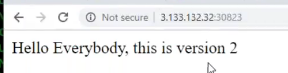 Not secure | 3.133.132.32:30823
Hello Everybody, this is version 2